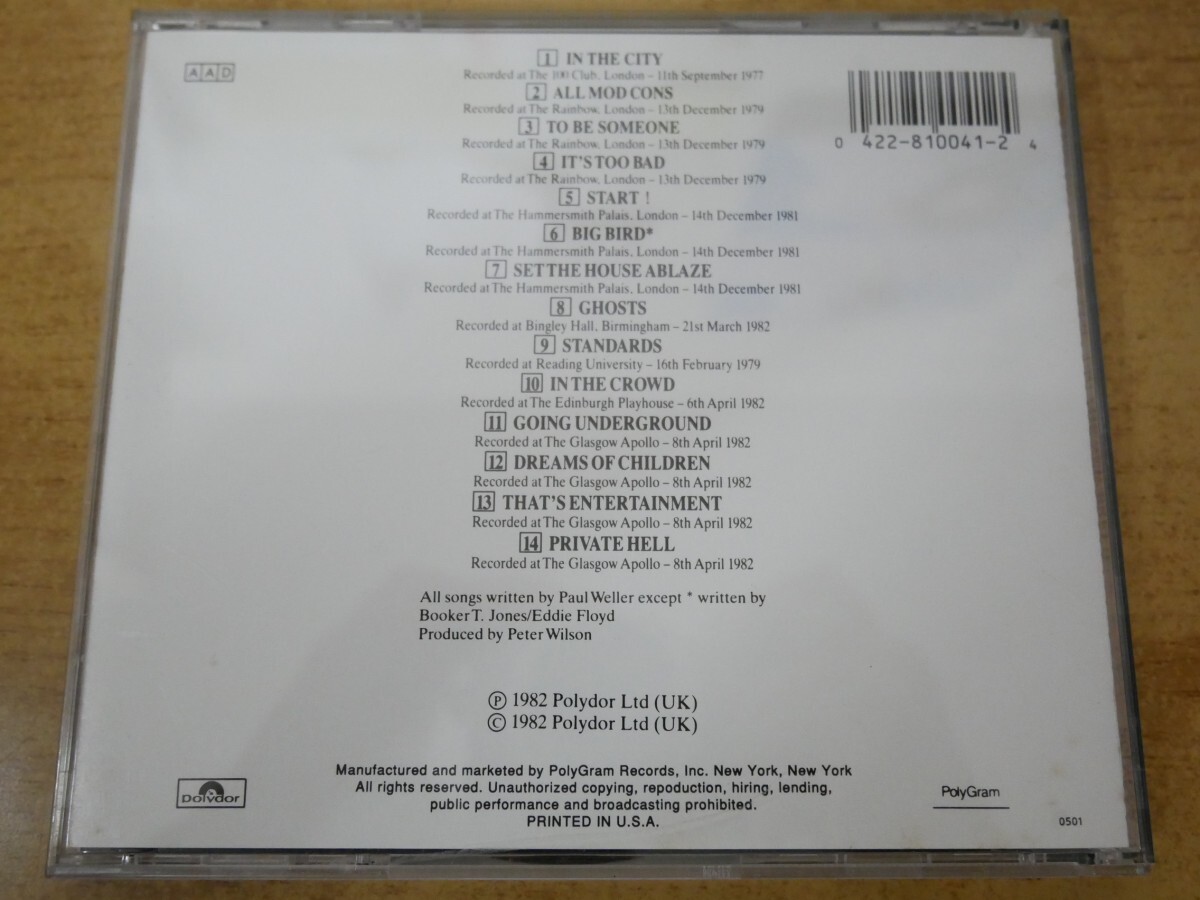 AAD
1 IN THE CITY
Recorded at The 100 Club, London – 11th September 1977
2 ALL MOD CONS
Recorded at The Rainbow, London – 13th December 1979
3 TO BE SOMEONE
Recorded at The Rainbow, London – 13th December 1979
4 IT'S TOO BAD
Recorded at The Rainbow, London – 13th December 1979
5 START !
Recorded at The Hammersmith Palais, London – 14th December 1981
6 BIG BIRD*
Recorded at The Hammersmith Palais, London – 14th December 1981
7 SET THE HOUSE ABLAZE
Recorded at The Hammersmith Palais, London – 14th December 1981
8 GHOSTS
Recorded at Bingley Hall, Birmingham – 21st March 1982
9 STANDARDS
Recorded at Reading University – 16th February 1979
10 IN THE CROWD
Recorded at The Edinburgh Playhouse – 6th April 1982
11 GOING UNDERGROUND
Recorded at The Glasgow Apollo – 8th April 1982
12 DREAMS OF CHILDREN
Recorded at The Glasgow Apollo – 8th April 1982
13 THAT'S ENTERTAINMENT
Recorded at The Glasgow Apollo – 8th April 1982
14 PRIVATE HELL
Recorded at The Glasgow Apollo – 8th April 1982
0 422-810041-2 4
All songs written by Paul Weller except * written by
Booker T. Jones/Eddie Floyd
Produced by Peter Wilson
Ⓟ 1982 Polydor Ltd (UK)
© 1982 Polydor Ltd (UK)
Manufactured and marketed by PolyGram Records, Inc. New York, New York
All rights reserved. Unauthorized copying, repoduction, hiring, lending,
public performance and broadcasting prohibited.
PRINTED IN U.S.A.
Polydor
PolyGram
0501